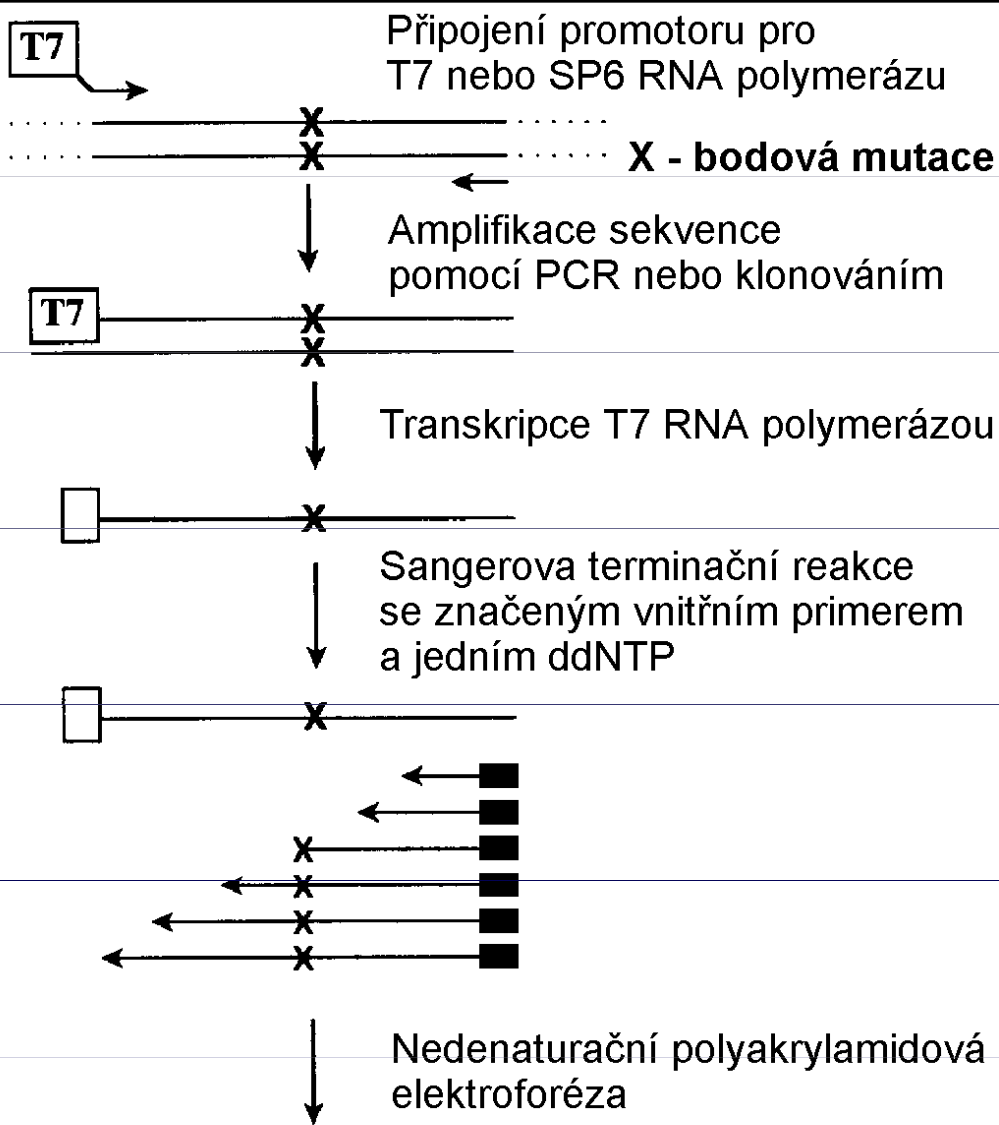 T7
Připojení promotoru pro
T7 nebo SP6 RNA polymerázu
X
X
X - bodová mutace
Amplifikace sekvence
pomocí PCR nebo klonováním
T7
X
X
Transkripce T7 RNA polymerázou
X
Sangerova terminační reakce
se značeným vnitřním primerem
a jedním ddNTP
X
X
X
X
X
Nedenaturační polyakrylamidová
elektroforéza